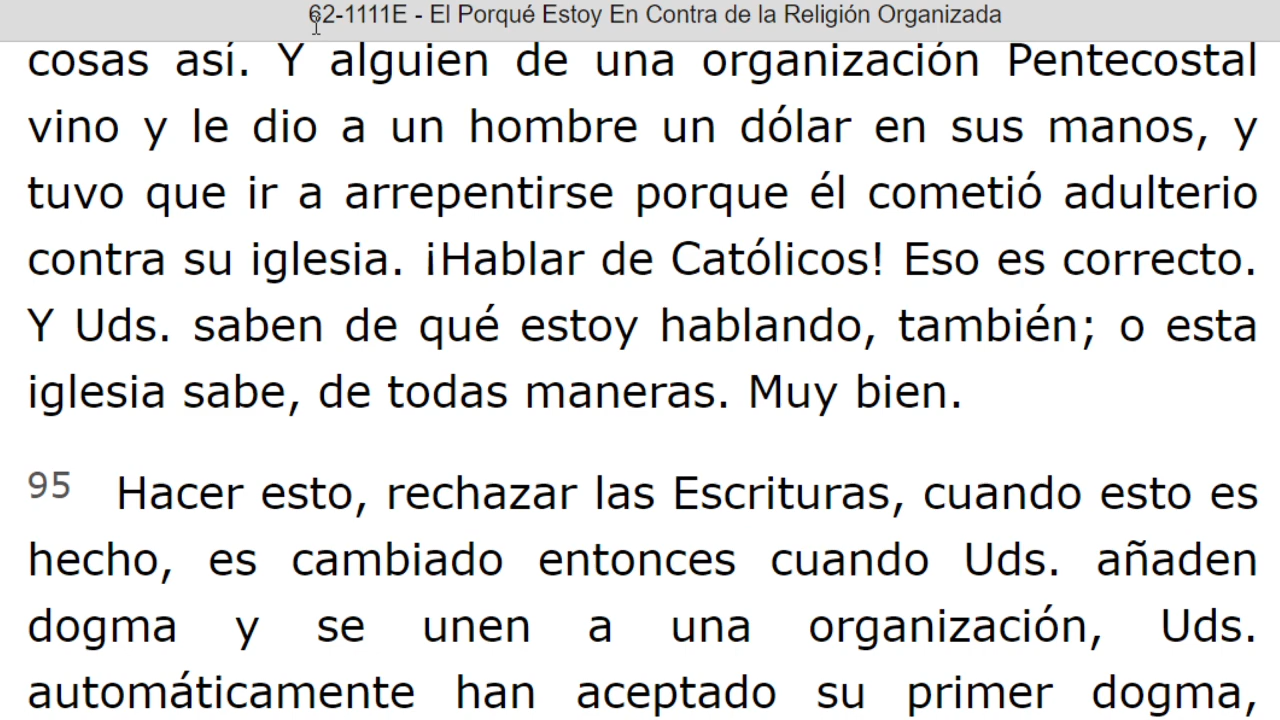 62-1111E - El Porqué Estoy En Contra de la Religión Organizada
cosas así. Y alguien de una organización Pentecostal
vino y le dio a un hombre un dólar en sus manos, y
tuvo que ir a arrepentirse porque él cometió adulterio
contra su iglesia. ¡Hablar de Católicos! Eso es correcto.
Y Uds. saben de qué estoy hablando, también; o esta
iglesia sabe, de todas maneras. Muy bien.
95 Hacer esto, rechazar las Escrituras, cuando esto es
hecho, es cambiado entonces cuando Uds. añaden
dogma y se unen a una organización, Uds.
automáticamente han aceptado su primer dogma,